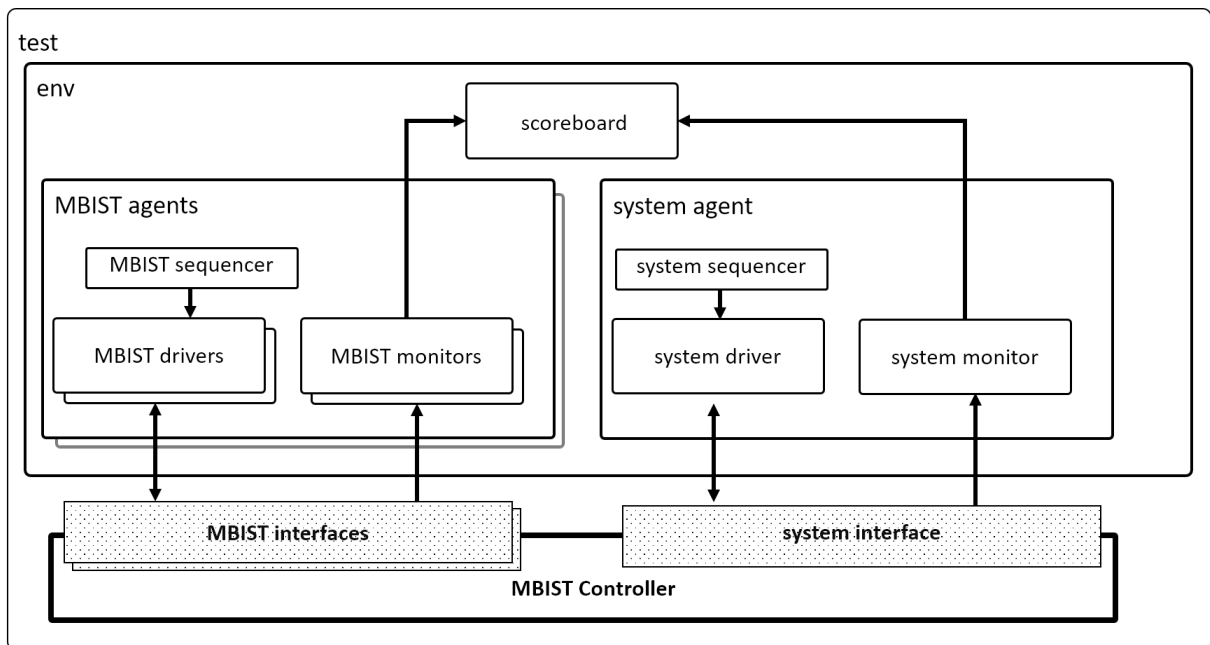 test
env
scoreboard
MBIST agents
MBIST sequencer
MBIST drivers
MBIST monitors
system agent
system sequencer
system driver
system monitor
MBIST interfaces
system interface
MBIST Controller